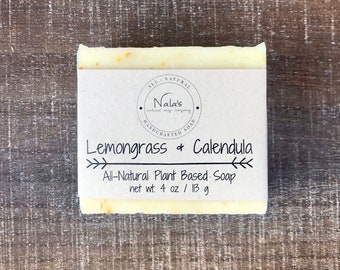 ALL-NATURAL
Nala's
HANDCRAFTED SOAP
Lemongrass & Calendula
All-Natural Plant Based Soap
net wt. 4 oz / 113 g